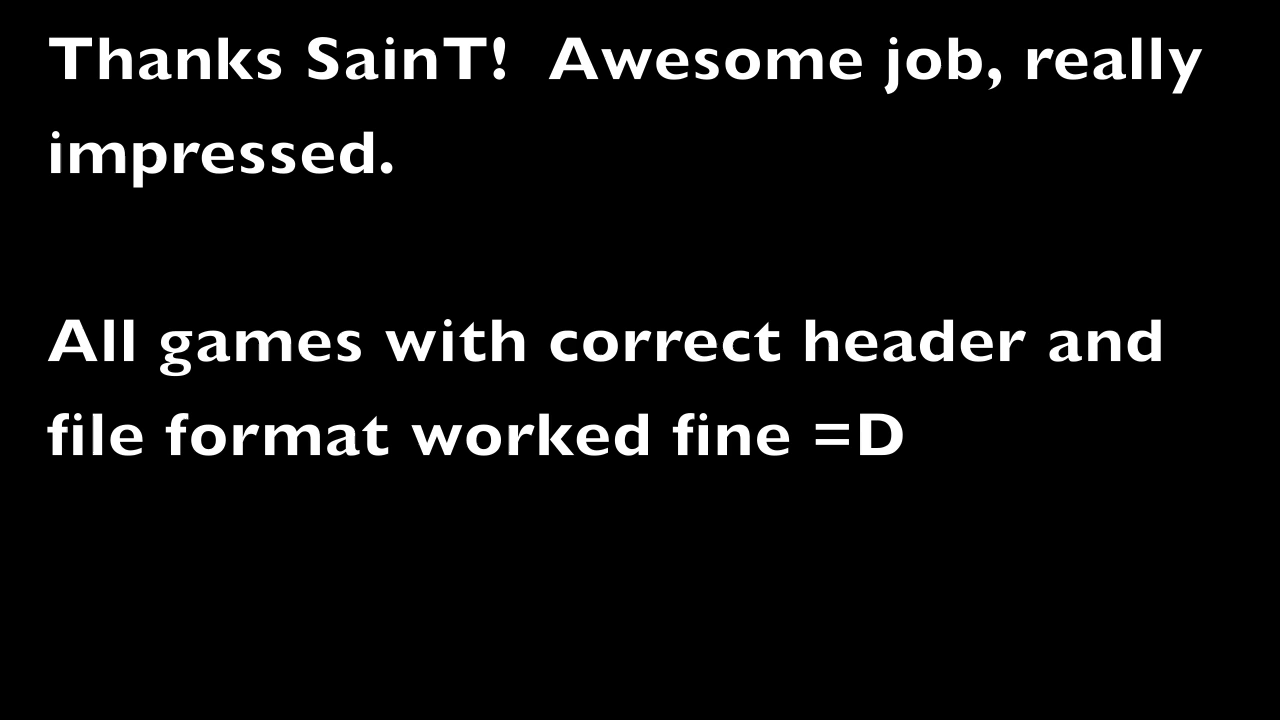 Thanks SainT!  Awesome job, really
impressed.
All games with correct header and
file format worked fine =D